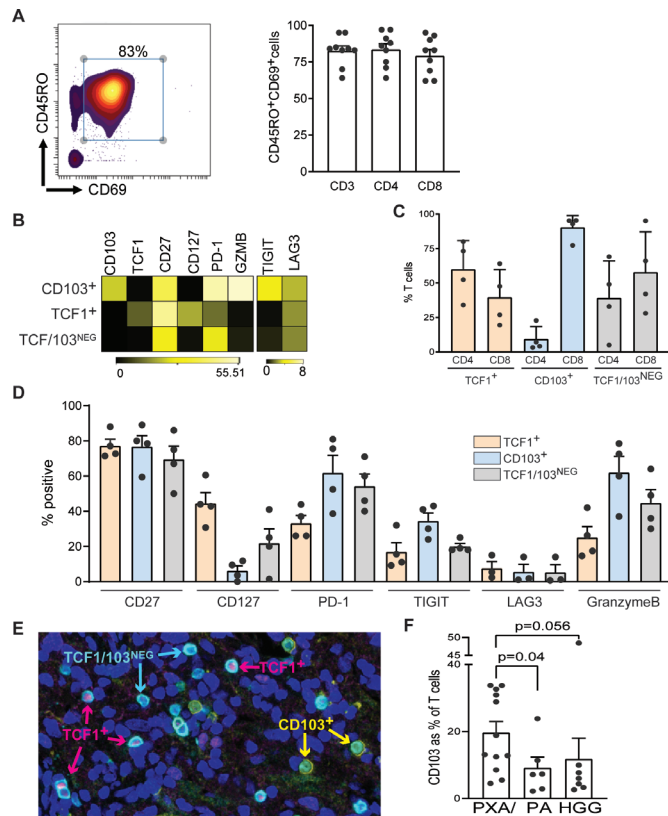 A
83%
CD45RO
CD69
CD45RO+CD69+cells
100
75
50
25
0
CD3 CD4 CD8
B
CD103 TCF1 CD27 CD127 PD-1 GZMB TIGIT LAG3
CD103+
TCF1+
TCF/103NEG
0 55.51 0 8
C
% T cells
100
75
50
25
0
CD4 CD8 CD4 CD8 CD4 CD8
TCF1+ CD103+ TCF1/103NEG
D
% positive
100
80
60
40
20
0
TCF1+
CD103+
TCF1/103NEG
CD27 CD127 PD-1 TIGIT LAG3 GranzymeB
E
TCF1/103NEG
TCF1+
TCF1+
CD103+
F
CD103 as % of T cells
50
45
40
20
10
0
p=0.056
p=0.04
PXA/ PA HGG